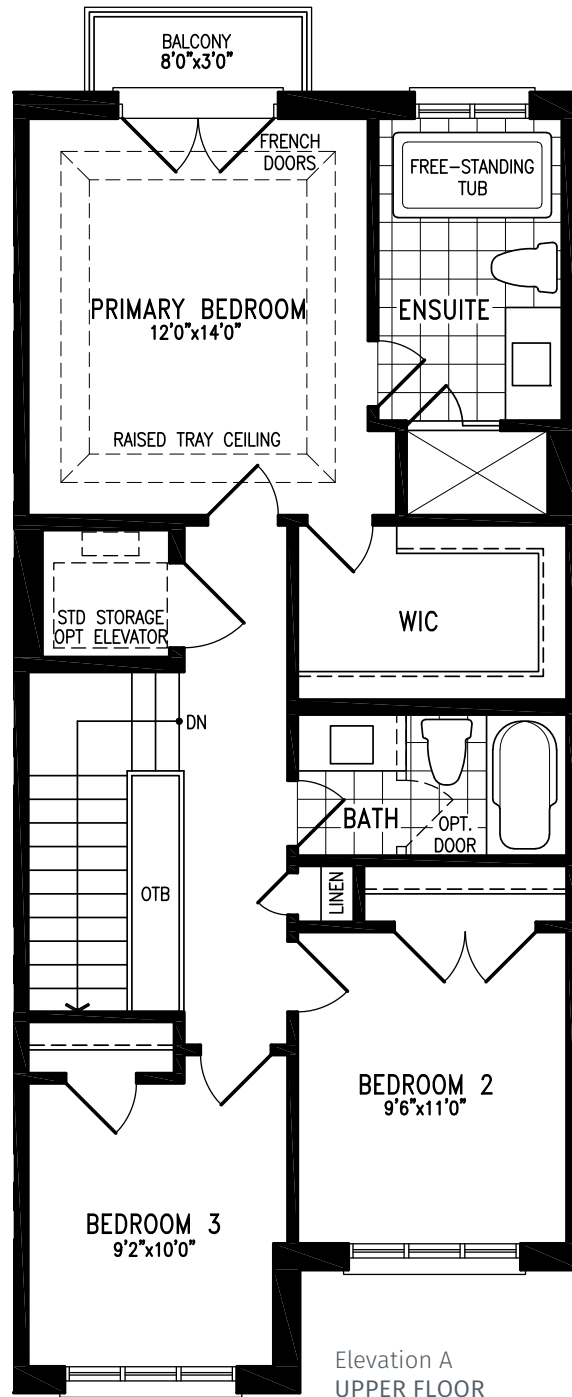 BALCONY
8'0"x3'0"
FRENCH
DOORS
FREE-STANDING
TUB
PRIMARY BEDROOM
12'0"x14'0"
ENSUITE
RAISED TRAY CEILING
STD STORAGE
OPT ELEVATOR
WIC
DN
BATH
OPT.
DOOR
OTB
LINEN
BEDROOM 2
9'6"x11'0"
BEDROOM 3
9'2"x10'0"
Elevation A
UPPER FLOOR